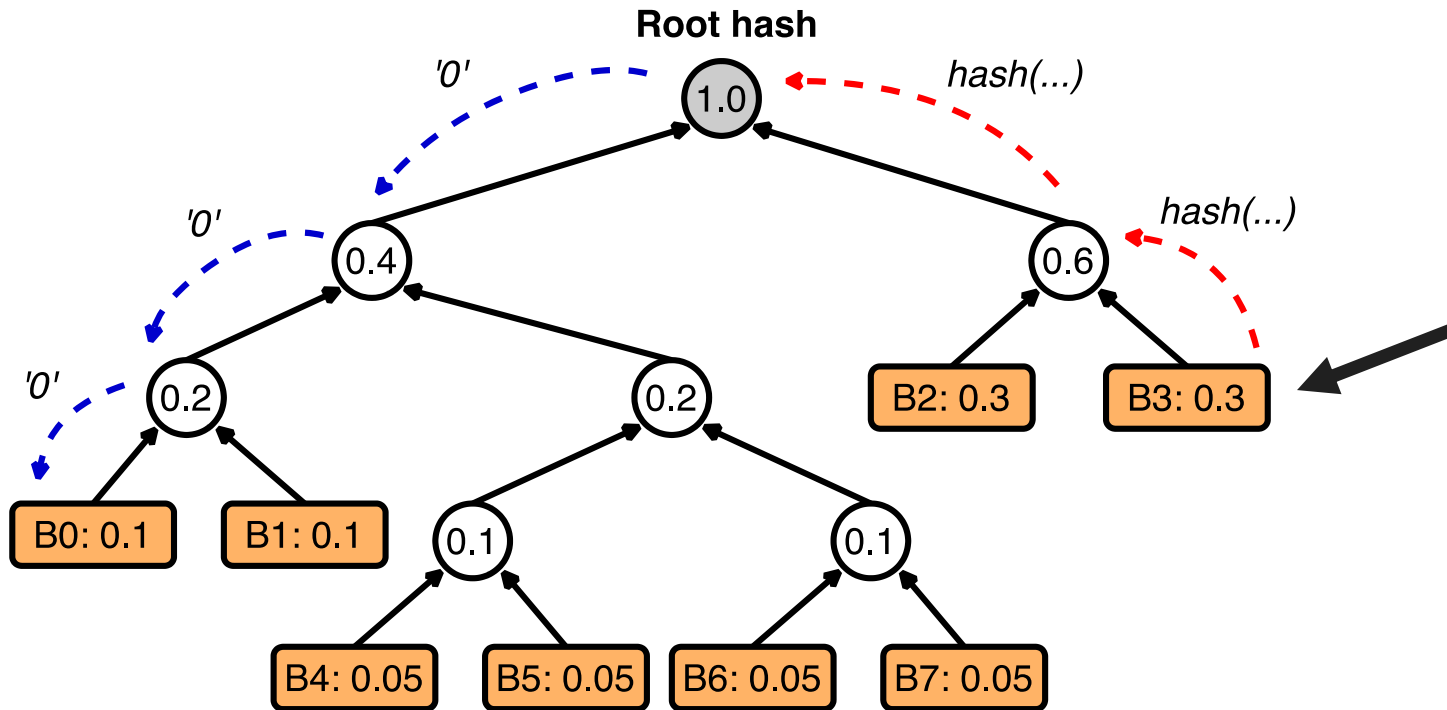 Root hash
'0'
1.0
hash(...)
'0'
0.4
hash(...)
0.6
'0'
0.2
0.2
B2: 0.3
B3: 0.3
B0: 0.1
B1: 0.1
0.1
0.1
B4: 0.05
B5: 0.05
B6: 0.05
B7: 0.05